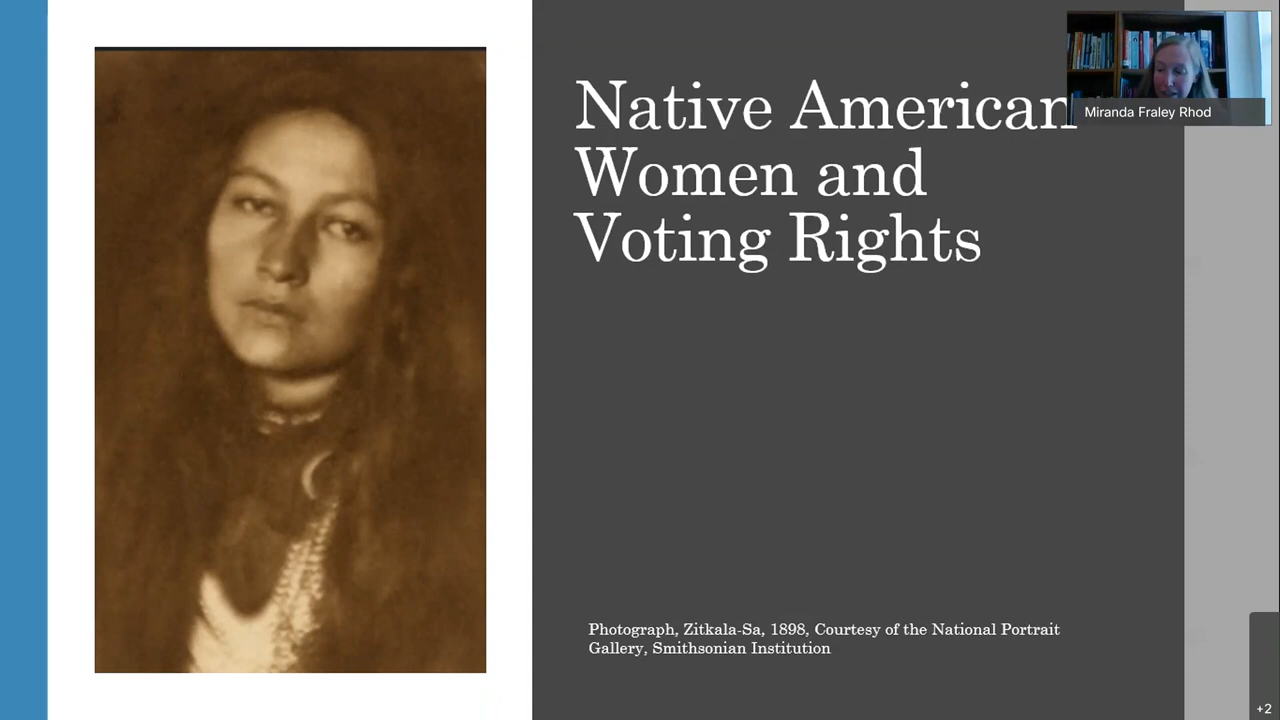 Native American
Women and
Voting Rights
Miranda Fraley Rhod
Photograph, Zitkala-Sa, 1898, Courtesy of the National Portrait
Gallery, Smithsonian Institution
+2